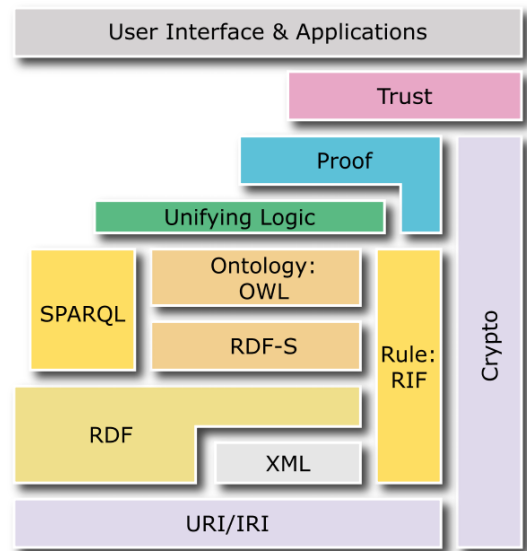 User Interface & Applications
Trust
Proof
Unifying Logic
Ontology:
OWL
SPARQL
RDF-S
Rule:
RIF
Crypto
RDF
XML
URI/IRI